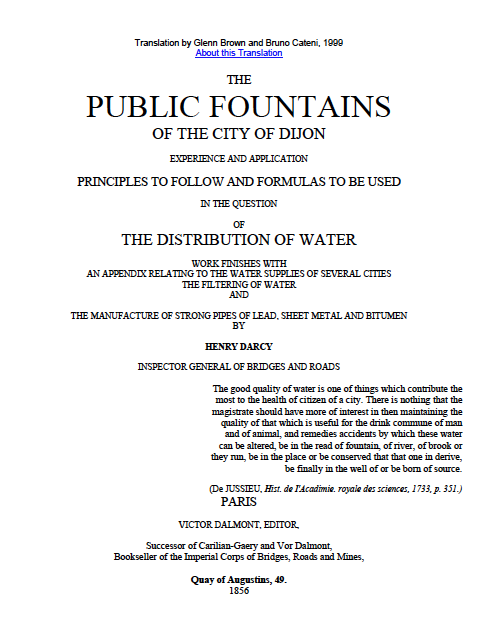 Translation by Glenn Brown and Bruno Cateni, 1999
About this Translation
THE
PUBLIC FOUNTAINS
OF THE CITY OF DIJON
EXPERIENCE AND APPLICATION
PRINCIPLES TO FOLLOW AND FORMULAS TO BE USED
IN THE QUESTION
OF
THE DISTRIBUTION OF WATER
WORK FINISHES WITH
AN APPENDIX RELATING TO THE WATER SUPPLIES OF SEVERAL CITIES
THE FILTERING OF WATER
AND
THE MANUFACTURE OF STRONG PIPES OF LEAD, SHEET METAL AND BITUMEN
BY
HENRY DARCY
INSPECTOR GENERAL OF BRIDGES AND ROADS
The good quality of water is one of things which contribute the
most to the health of citizen of a city. There is nothing that the
magistrate should have more of interest in then maintaining the
quality of that which is useful for the drink commune of man
and of animal, and remedies accidents by which these water
can be altered, be in the read of fountain, of river, of brook or
they run, be in the place or be conserved that that one in derive,
be finally in the well of or be born of source.
(De JUSSIEU, Hist. de l'Acadimie. royale des sciences, 1733, p. 351.)
PARIS
VICTOR DALMONT, EDITOR,
Successor of Carilian-Gaery and Vor Dalmont,
Bookseller of the Imperial Corps of Bridges, Roads and Mines,
Quay of Augustins, 49.
1856